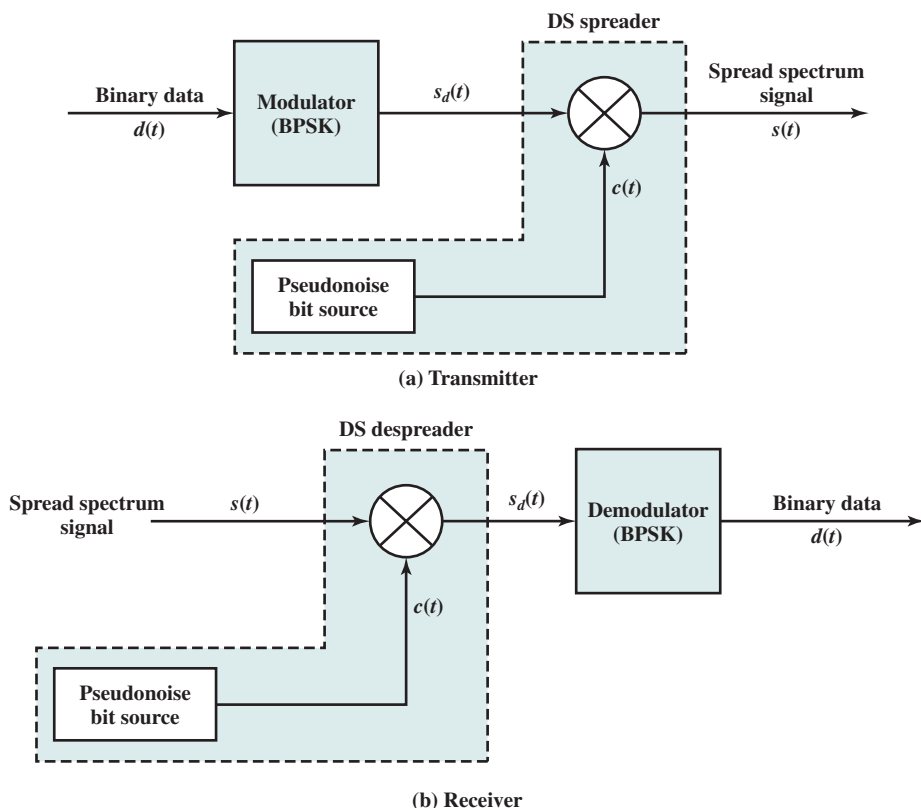 DS spreader
Binary data
d(t)
Modulator
(BPSK)
s_d(t)
Spread spectrum
signal
s(t)
c(t)
Pseudonoise
bit source
(a) Transmitter
DS despreader
Spread spectrum
signal
s(t)
s_d(t)
Demodulator
(BPSK)
Binary data
d(t)
c(t)
Pseudonoise
bit source
(b) Receiver